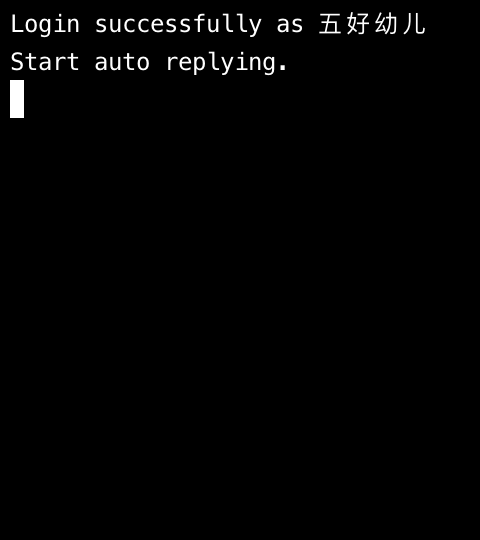 Login successfully as 五好幼儿
Start auto replying.